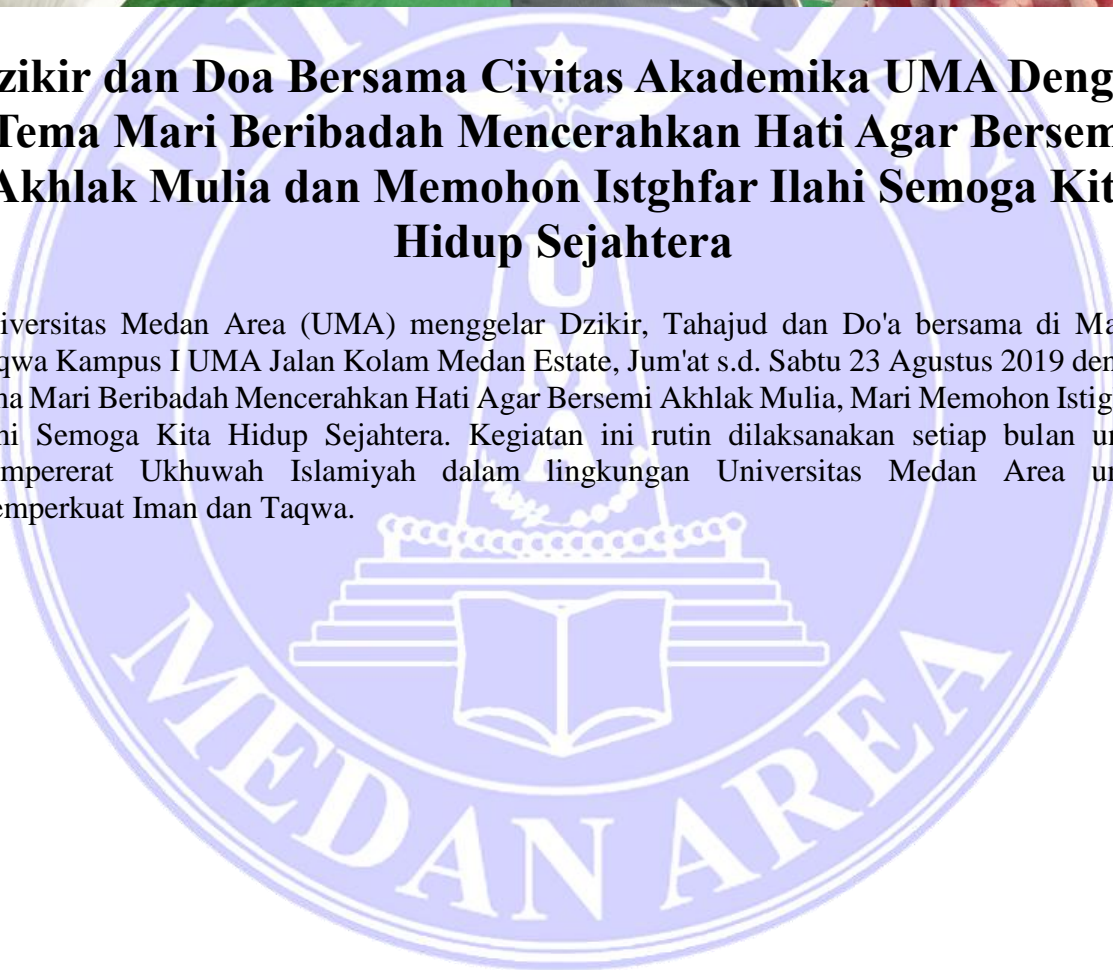 zikir dan Doa Bersama Civitas Akademika UMA Deng
Tema Mari Beribadah Mencerahkan Hati Agar Bersem
Akhlak Mulia dan Memohon Istghfar Ilahi Semoga Kit
Hidup Sejahtera
iversitas Medan Area (UMA) menggelar Dzikir, Tahajud dan Do'a bersama di Ma
qwa Kampus I UMA Jalan Kolam Medan Estate, Jum'at s.d. Sabtu 23 Agustus 2019 den
na Mari Beribadah Mencerahkan Hati Agar Bersemi Akhlak Mulia, Mari Memohon Istig
hi Semoga Kita Hidup Sejahtera. Kegiatan ini rutin dilaksanakan setiap bulan un
mpererat Ukhuwah Islamiyah dalam lingkungan Universitas Medan Area un
emperkuat Iman dan Taqwa.
UNIVERSITAS
UMA
MEDAN AREA